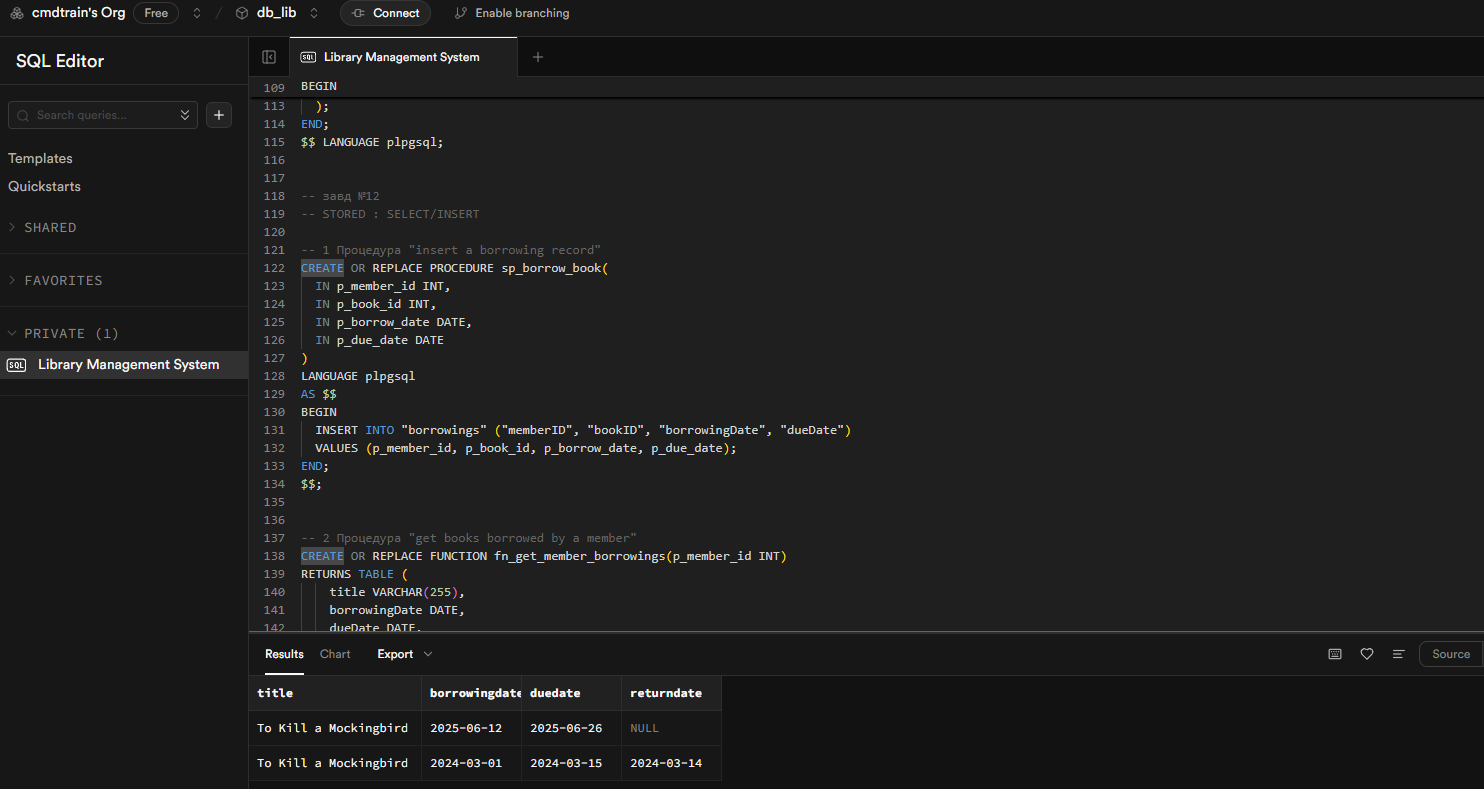 cmdtrain's Org Free / db_lib Connect Enable branching
SQL Editor
SQL Library Management System +
Search queries... +
Templates
Quickstarts
SHARED
FAVORITES
PRIVATE (1)
SQL Library Management System
109 BEGIN
113 );
114 END;
115 $$ LANGUAGE plpgsql;
116
117
118 -- завд №12
119 -- STORED : SELECT/INSERT
120
121 -- 1 Процедура "insert a borrowing record"
122 CREATE OR REPLACE PROCEDURE sp_borrow_book(
123 IN p_member_id INT,
124 IN p_book_id INT,
125 IN p_borrow_date DATE,
126 IN p_due_date DATE
127 )
128 LANGUAGE plpgsql
129 AS $$
130 BEGIN
131 INSERT INTO "borrowings" ("memberID", "bookID", "borrowingDate", "dueDate")
132 VALUES (p_member_id, p_book_id, p_borrow_date, p_due_date);
133 END;
134 $$;
135
136
137 -- 2 Процедура "get books borrowed by a member"
138 CREATE OR REPLACE FUNCTION fn_get_member_borrowings(p_member_id INT)
139 RETURNS TABLE (
140 title VARCHAR(255),
141 borrowingDate DATE,
142 dueDate DATE,
Results Chart Export Source
title borrowingdate duedate returndate
To Kill a Mockingbird 2025-06-12 2025-06-26 NULL
To Kill a Mockingbird 2024-03-01 2024-03-15 2024-03-14